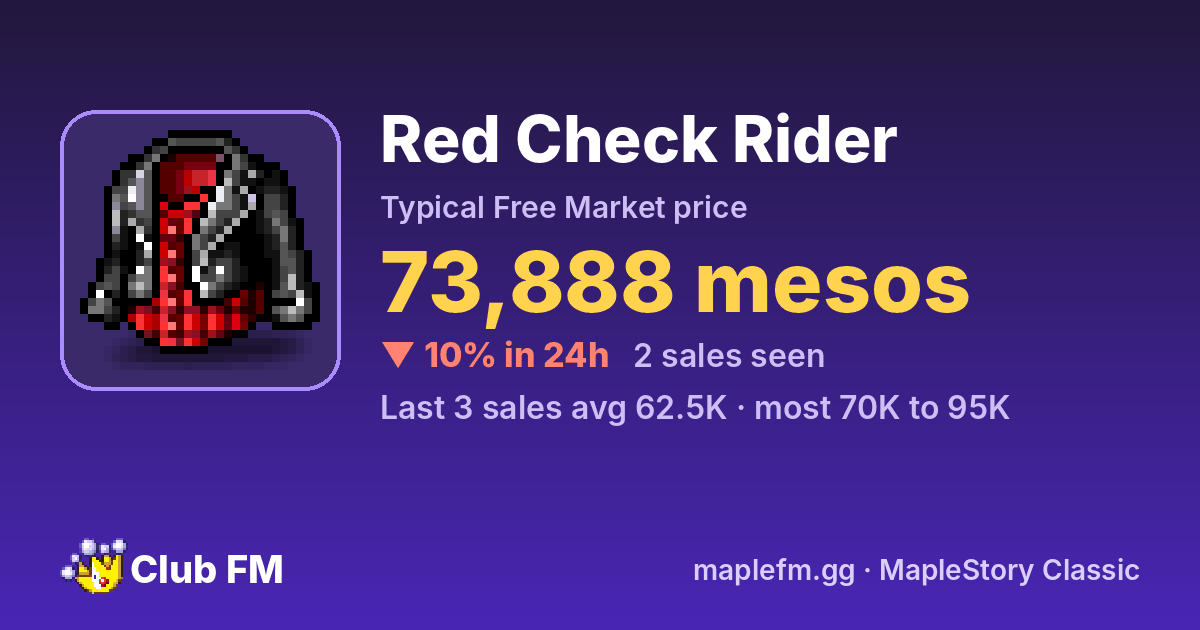 Red Check Rider
Typical Free Market price
73,888 mesos
▼ 10% in 24h 2 sales seen
Last 3 sales avg 62.5K · most 70K to 95K
Club FM
maplefm.gg · MapleStory Classic